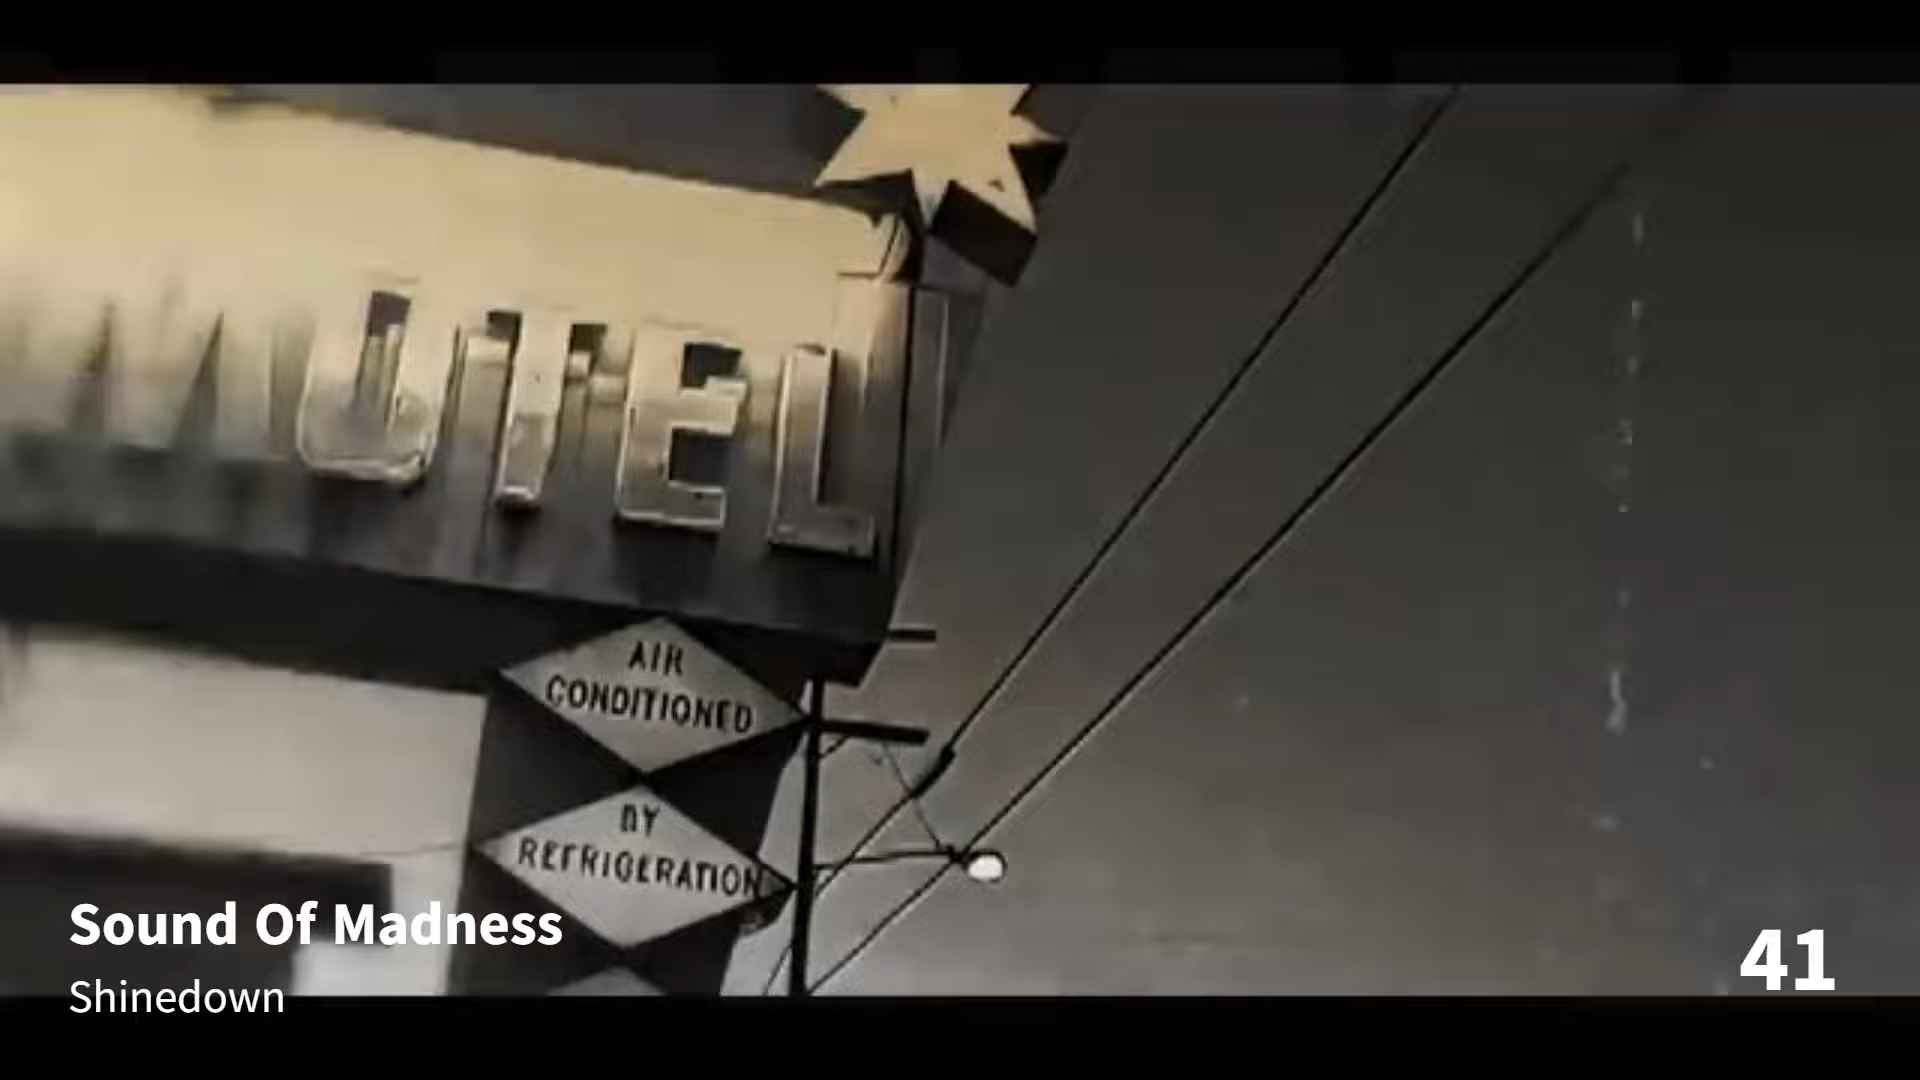 MOTEL
AIR
CONDITIONED
BY
REFRIGERATION
Sound Of Madness
Shinedown
41